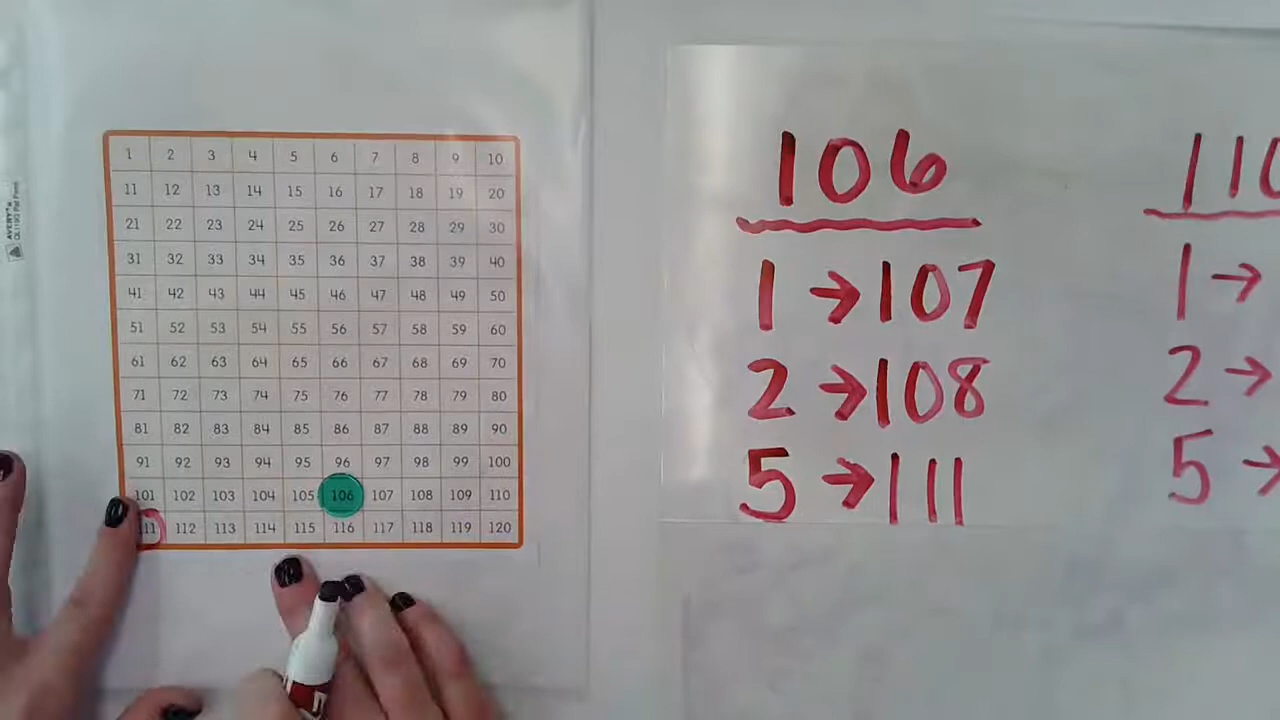 1 2 3 4 5 6 7 8 9 10
11 12 13 14 15 16 17 18 19 20
21 22 23 24 25 26 27 28 29 30
31 32 33 34 35 36 37 38 39 40
41 42 43 44 45 46 47 48 49 50
51 52 53 54 55 56 57 58 59 60
61 62 63 64 65 66 67 68 69 70
71 72 73 74 75 76 77 78 79 80
81 82 83 84 85 86 87 88 89 90
91 92 93 94 95 96 97 98 99 100
101 102 103 104 105 106 107 108 109 110
111 112 113 114 115 116 117 118 119 120
106
1 → 107
2 → 108
5 → 111
110
1 →
2 →
5 →
AVERY